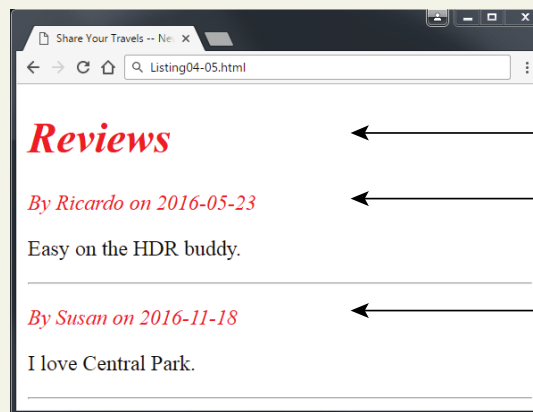 Share Your Travels -- Ne
Listing04-05.html
Reviews
By Ricardo on 2016-05-23
Easy on the HDR buddy.
By Susan on 2016-11-18
I love Central Park.